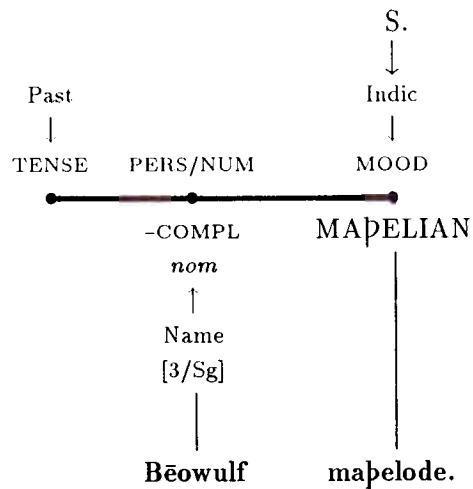 S.
Past Indic
TENSE PERS/NUM MOOD
–COMPL MAÞELIAN
nom
Name
[3/Sg]
Bēowulf maþelode.